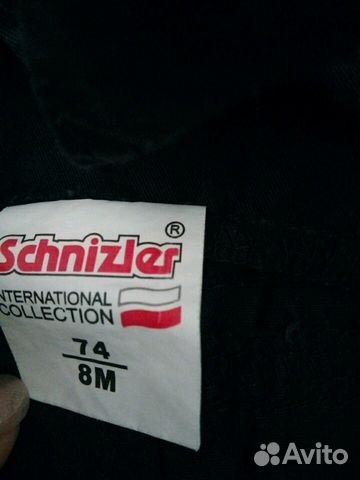 Schnizler®
INTERNATIONAL
COLLECTION
74
8M
Avito